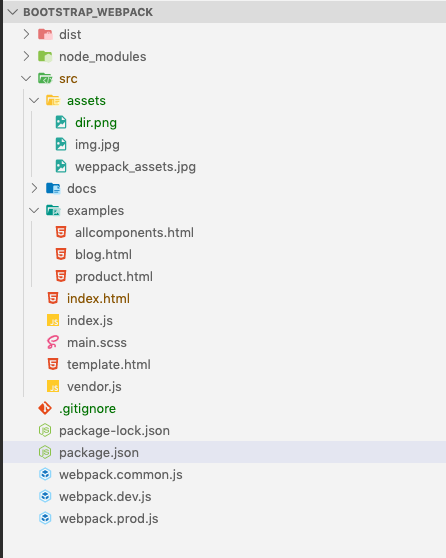 BOOTSTRAP_WEBPACK
dist
node_modules
src
assets
dir.png
img.jpg
weppack_assets.jpg
docs
examples
allcomponents.html
blog.html
product.html
index.html
index.js
main.scss
template.html
vendor.js
.gitignore
package-lock.json
package.json
webpack.common.js
webpack.dev.js
webpack.prod.js